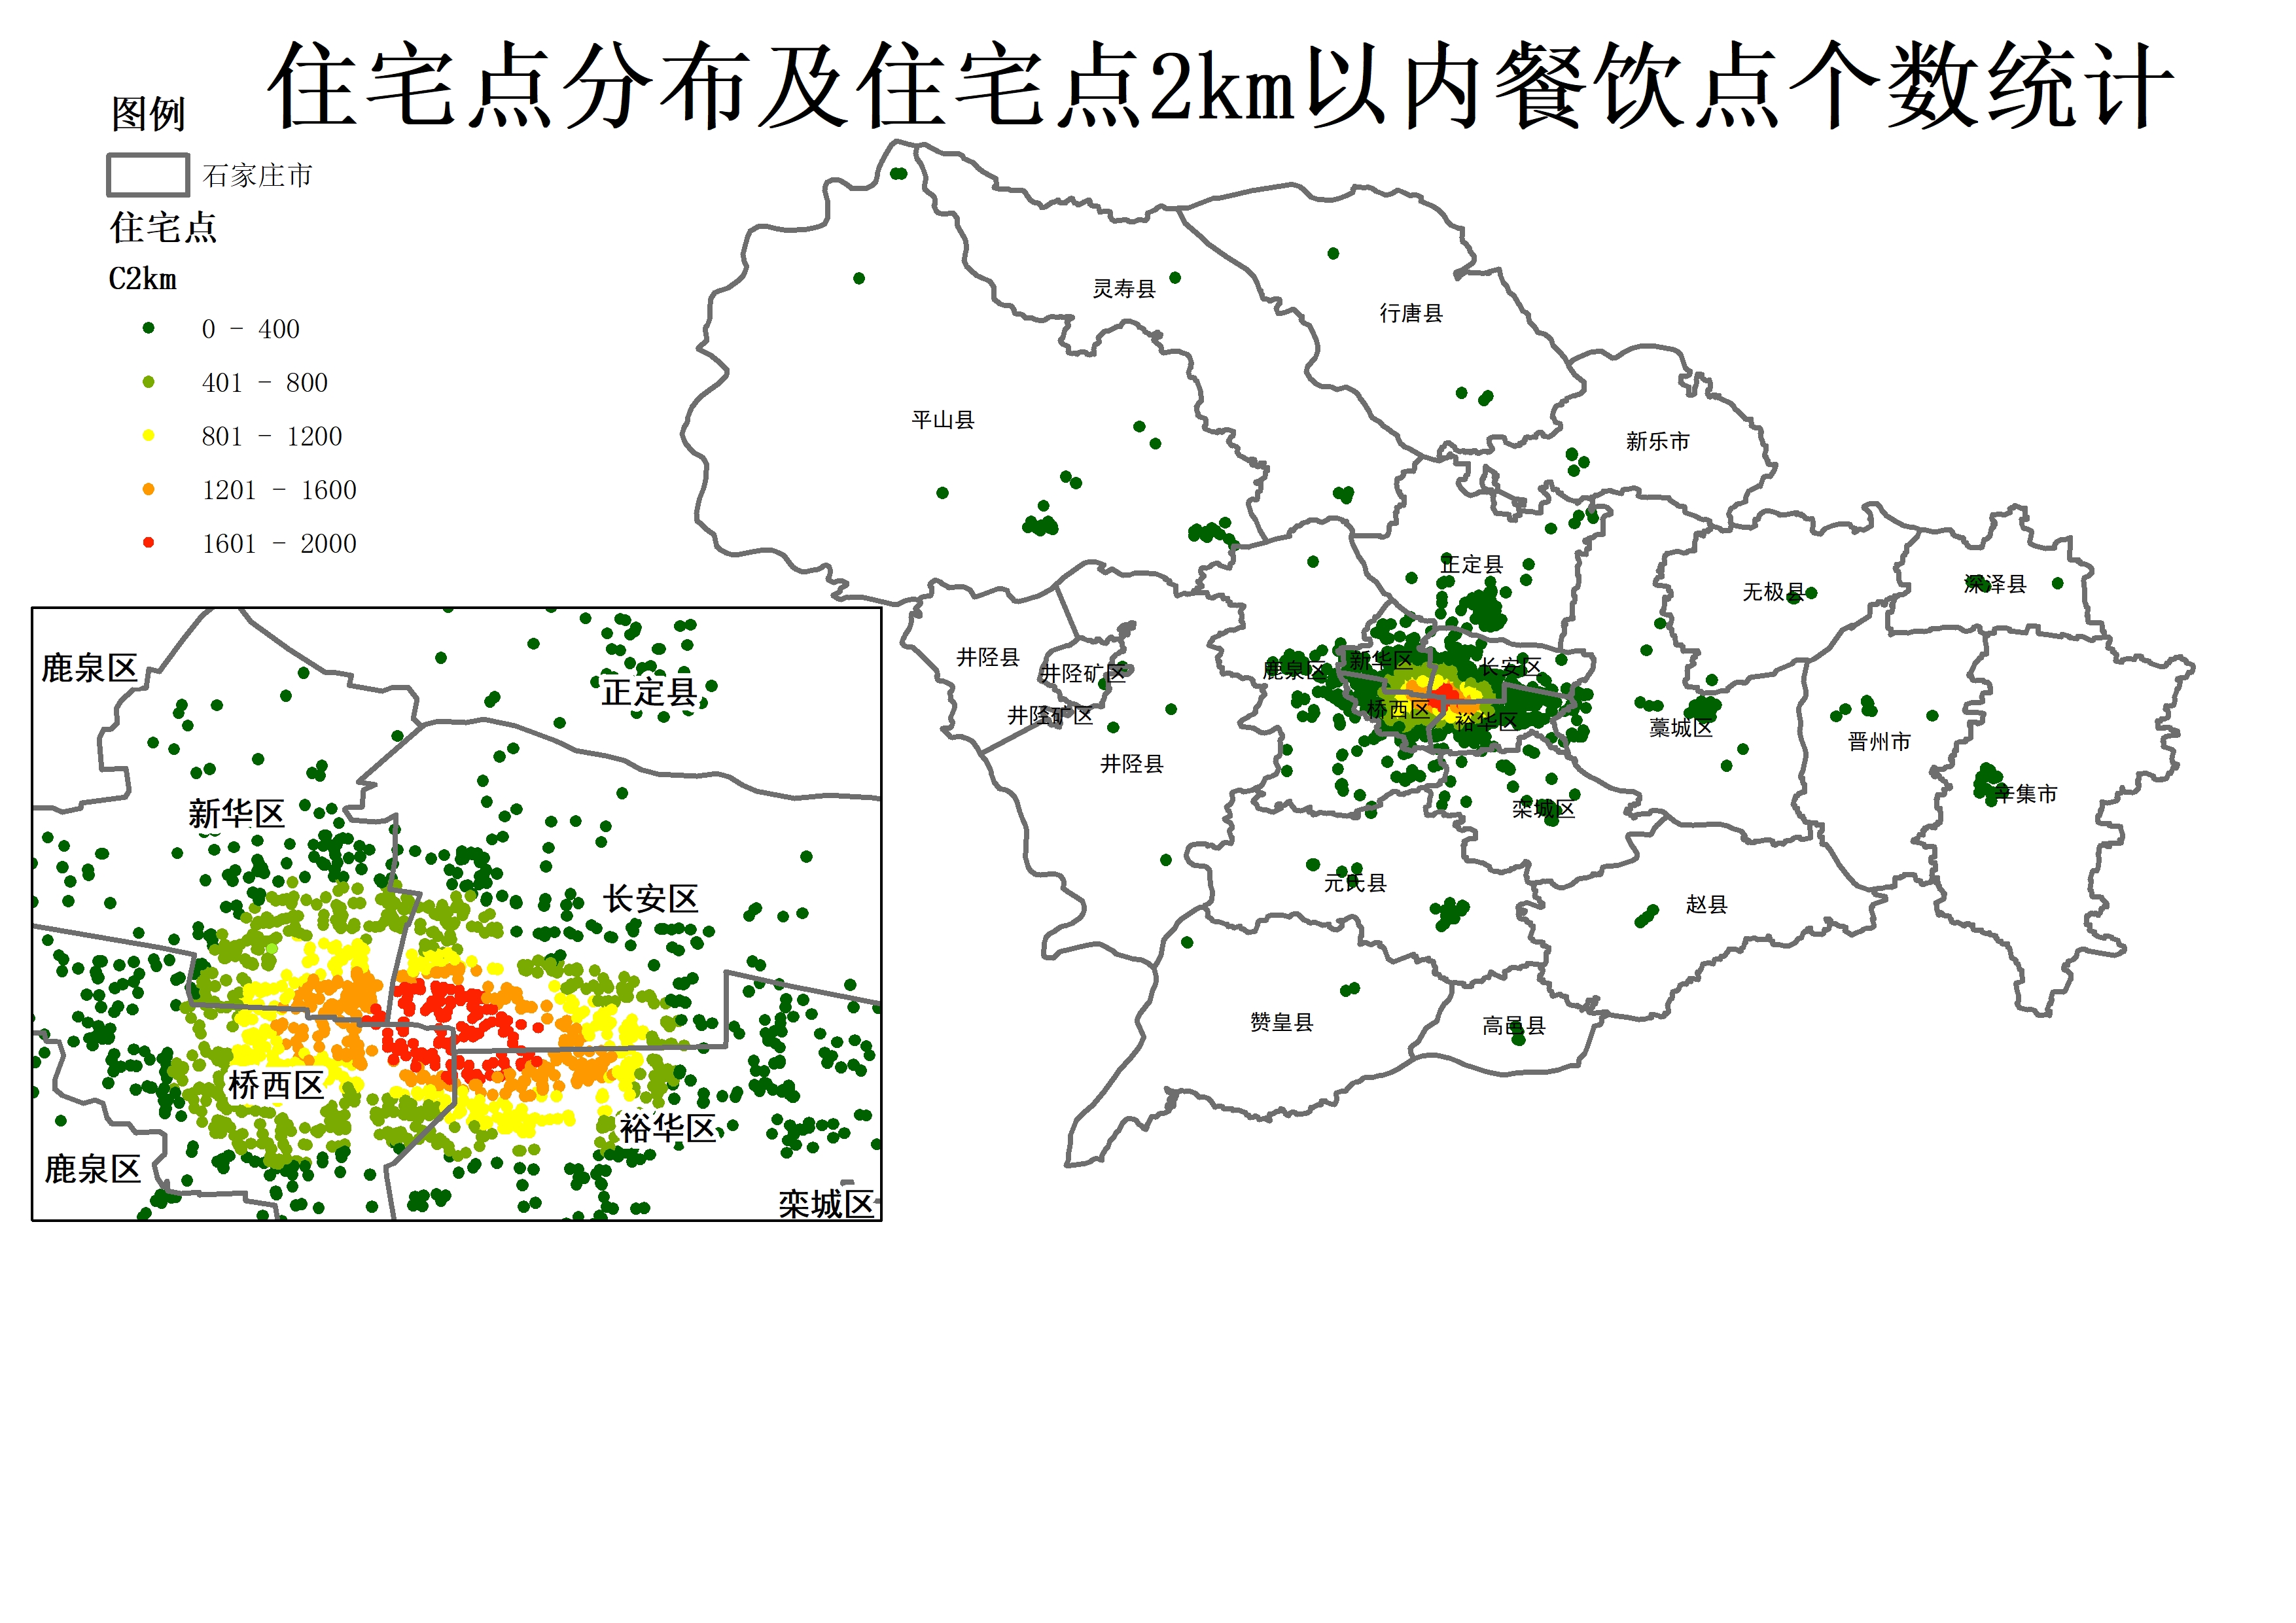 住宅点分布及住宅点2km以内餐饮点个数统计
图例
石家庄市
住宅点
C2km
0 - 400
401 - 800
801 - 1200
1201 - 1600
1601 - 2000
灵寿县
行唐县
平山县
新乐市
正定县
无极县
深泽县
井陉县
井陉矿区
鹿泉区
新华区
长安区
井陉矿区
桥西区
裕华区
藁城区
晋州市
井陉县
栾城区
辛集市
元氏县
赵县
赞皇县
高邑县
鹿泉区
正定县
新华区
长安区
桥西区
裕华区
鹿泉区
栾城区